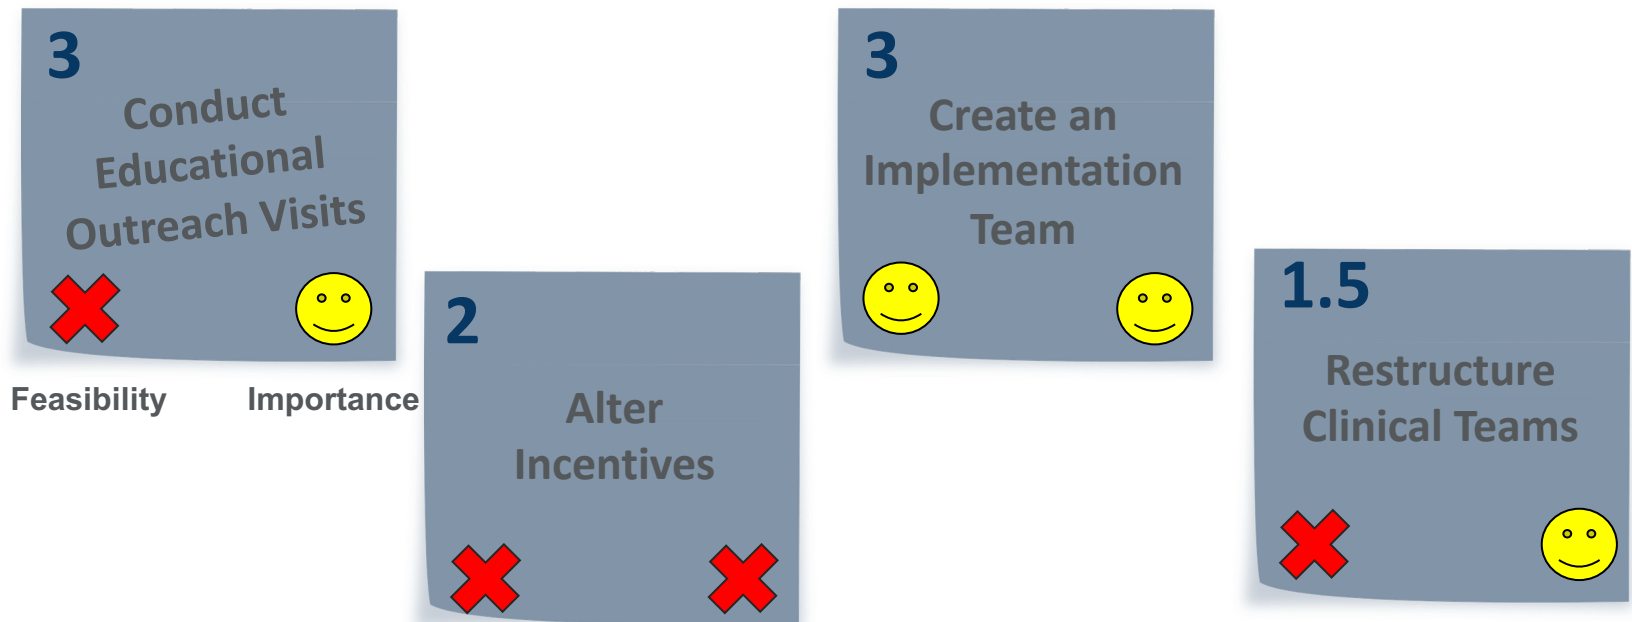 3
Conduct
Educational
Outreach Visits
Feasibility Importance
2
Alter
Incentives
3
Create an
Implementation
Team
1.5
Restructure
Clinical Teams